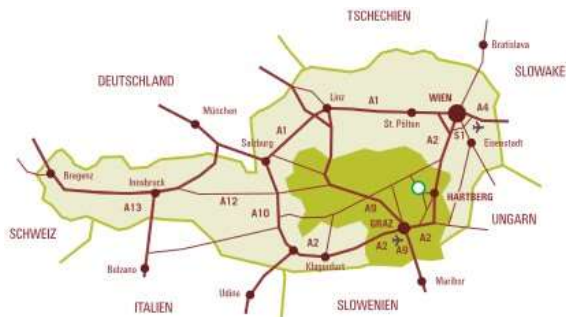 TSCHECHIEN
Bratislava
SLOWAKE
DEUTSCHLAND
München
Linz
A1
WIEN
A4
St. Pölten
A1
A2
S1
Eisenstadt
Salzburg
Bregenz
Innsbruck
A12
A13
A10
A9
HARTBERG
GRAZ
UNGARN
SCHWEIZ
A2
A2
A9
A2
Klagenfurt
Bolzano
Udine
Maribor
ITALIEN
SLOWENIEN